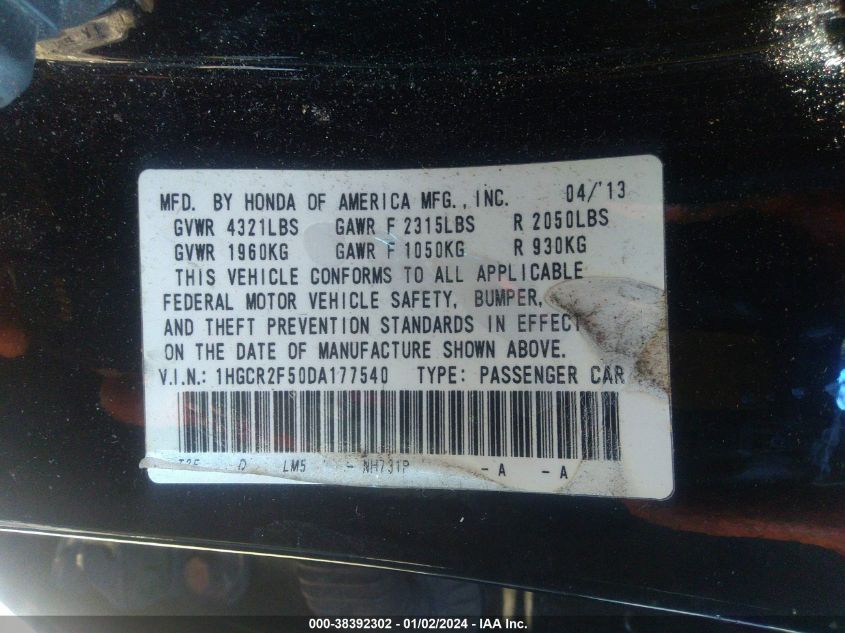 MFD. BY HONDA OF AMERICA MFG., INC. 04/'13
GVWR 4321LBS GAWR F 2315LBS R 2050LBS
GVWR 1960KG GAWR F 1050KG R 930KG
THIS VEHICLE CONFORMS TO ALL APPLICABLE
FEDERAL MOTOR VEHICLE SAFETY, BUMPER,
AND THEFT PREVENTION STANDARDS IN EFFECT
ON THE DATE OF MANUFACTURE SHOWN ABOVE.
V.I.N.: 1HGCR2F50DA177540 TYPE: PASSENGER CAR
D LM5 - NH731P - A - A
000-38392302 - 01/02/2024 - IAA Inc.